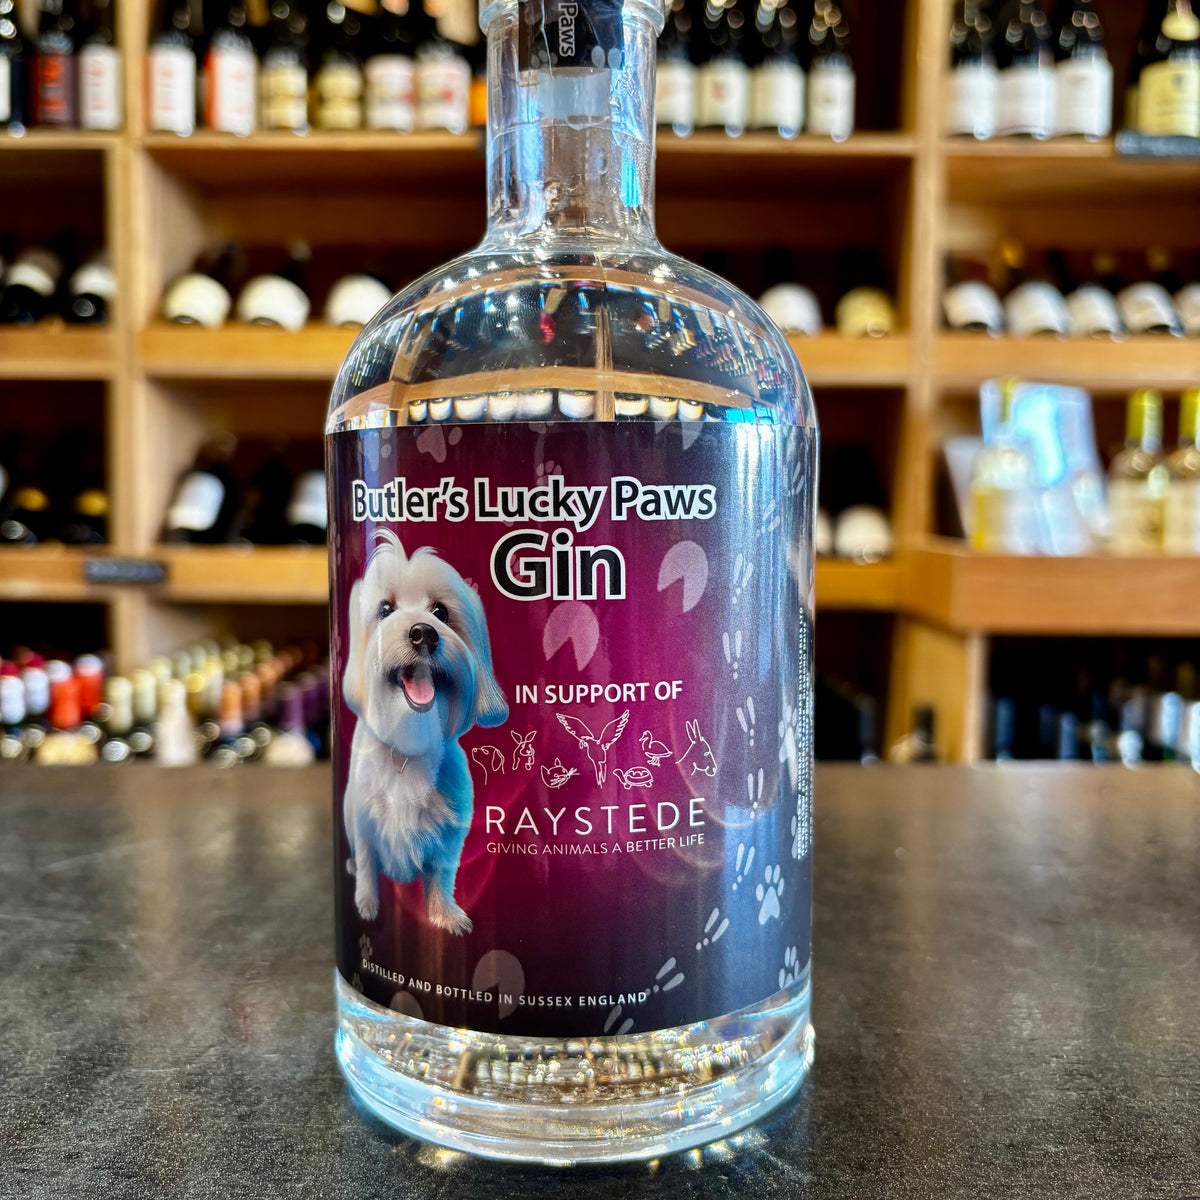 Paws
Butler's Lucky Paws
Gin
IN SUPPORT OF
RAYSTEDE
GIVING ANIMALS A BETTER LIFE
DISTILLED AND BOTTLED IN SUSSEX ENGLAND